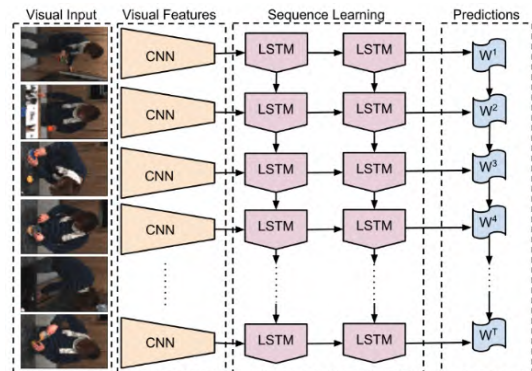 Visual Input Visual Features Sequence Learning Predictions
CNN LSTM LSTM W¹
CNN LSTM LSTM W²
CNN LSTM LSTM W³
CNN LSTM LSTM W⁴
CNN LSTM LSTM Wᵀ